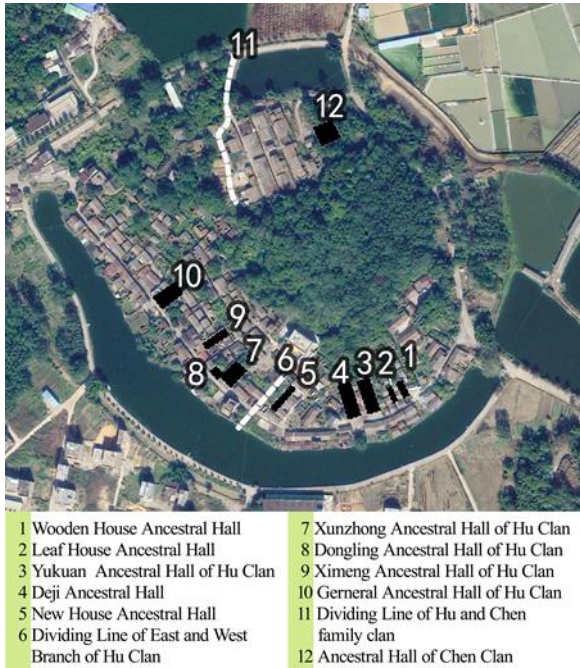 11
12
10
9
8
7
6
5
4
3
2
1
1 Wooden House Ancestral Hall
2 Leaf House Ancestral Hall
3 Yukuan Ancestral Hall of Hu Clan
4 Deji Ancestral Hall
5 New House Ancestral Hall
6 Dividing Line of East and West
Branch of Hu Clan
7 Xunzhong Ancestral Hall of Hu Clan
8 Dongling Ancestral Hall of Hu Clan
9 Ximeng Ancestral Hall of Hu Clan
10 Gerneral Ancestral Hall of Hu Clan
11 Dividing Line of Hu and Chen
family clan
12 Ancestral Hall of Chen Clan